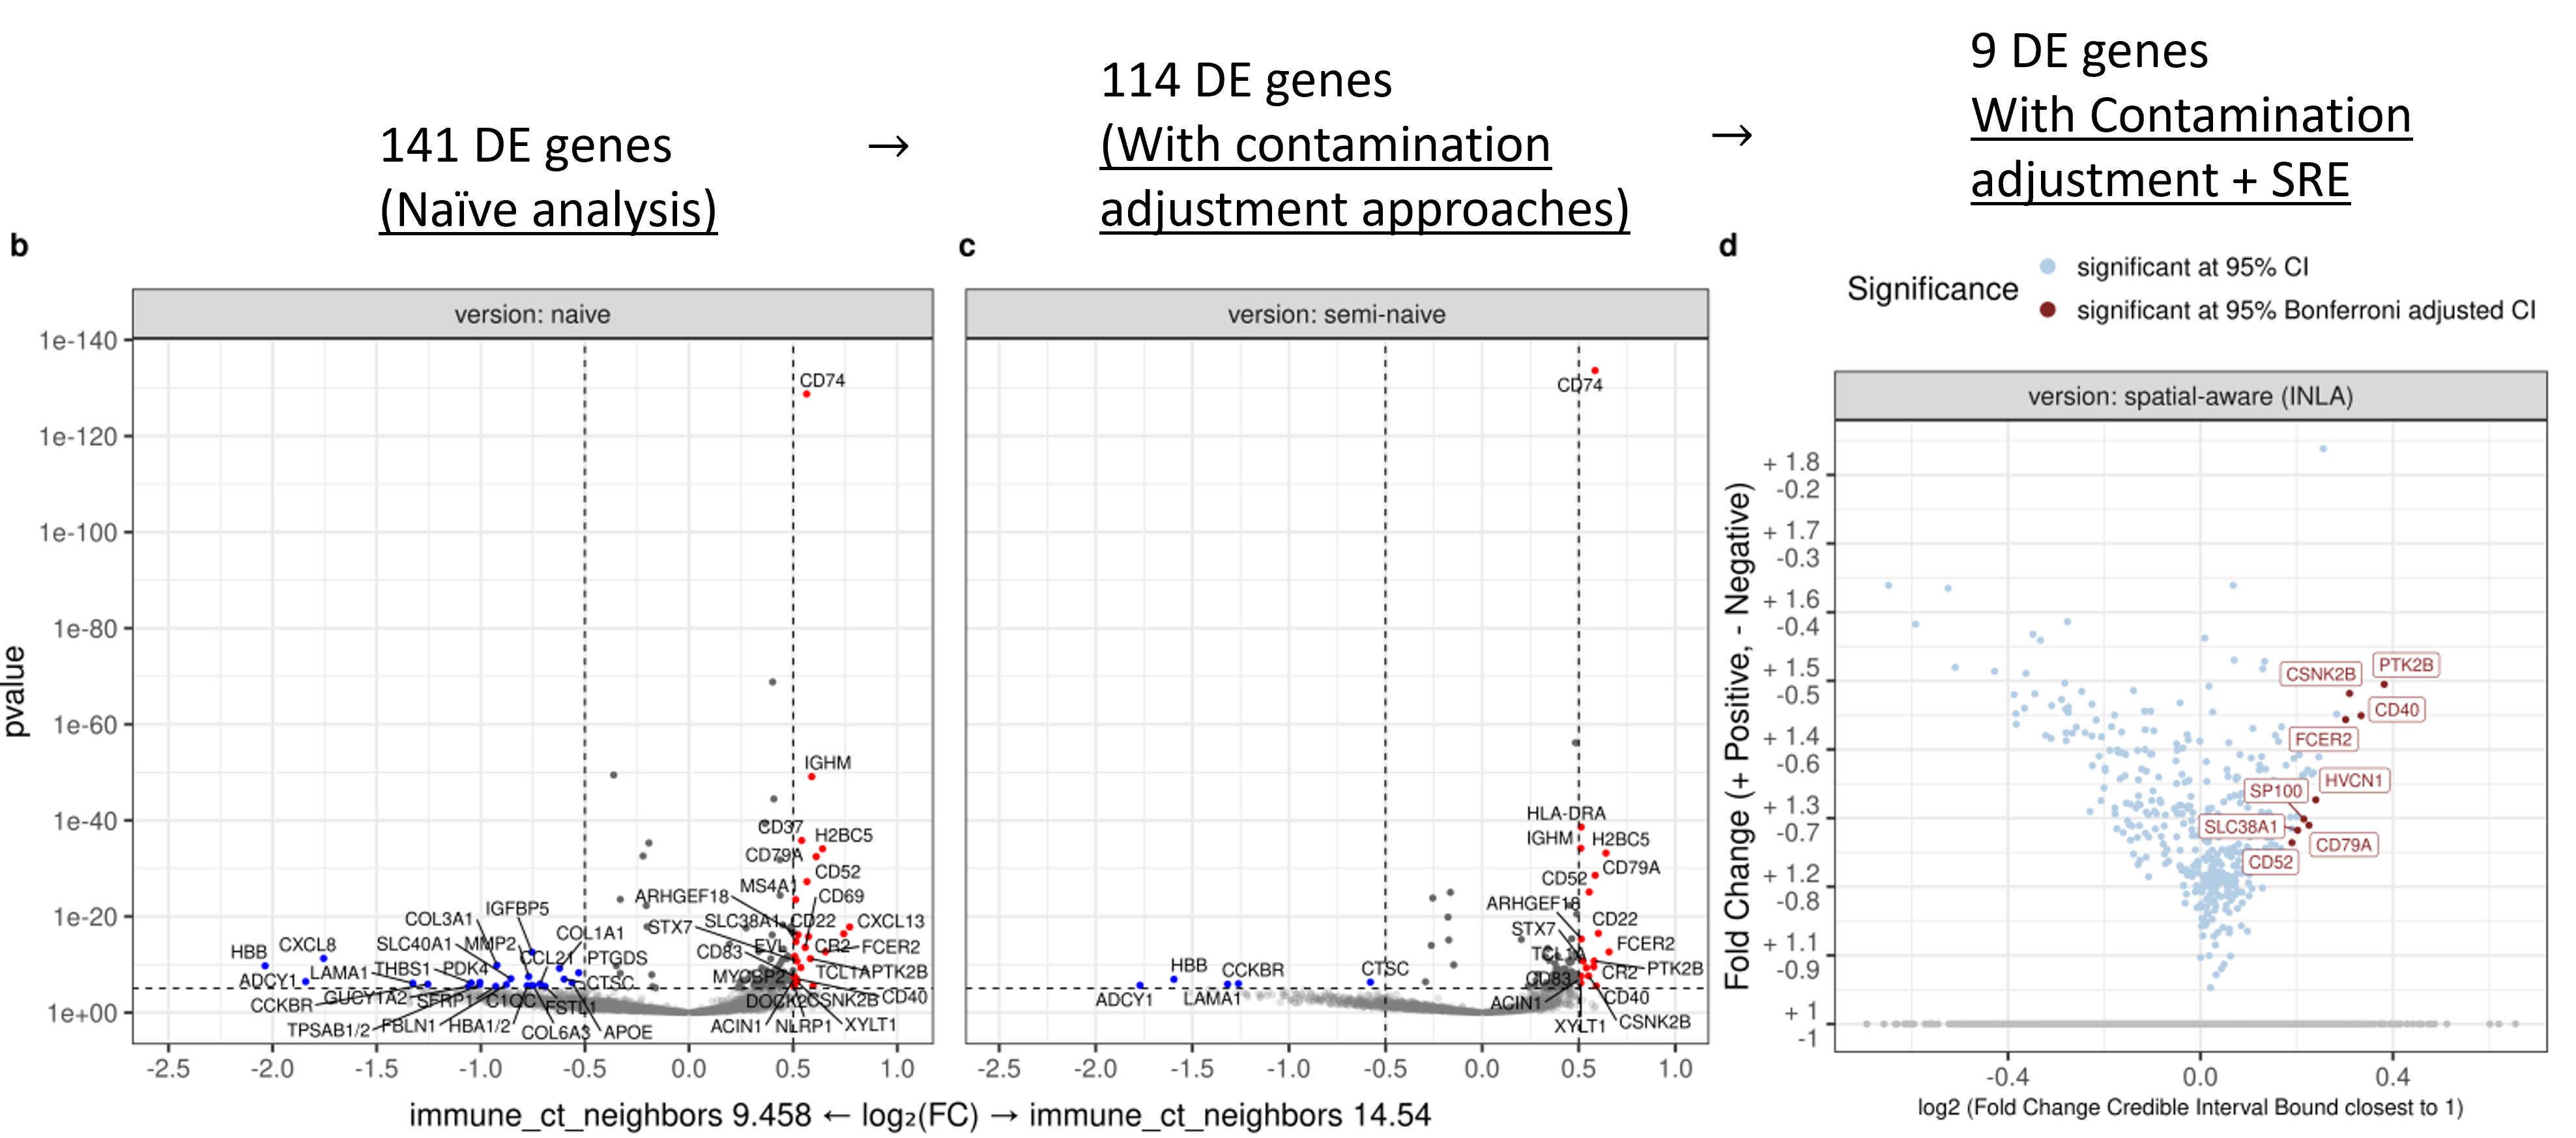 141 DE genes
(Naïve analysis)
→
114 DE genes
(With contamination
adjustment approaches)
→
9 DE genes
With Contamination
adjustment + SRE
b
version: naive
pvalue
1e-140
1e-120
1e-100
1e-80
1e-60
1e-40
1e-20
1e+00
CD74
IGHM
CD37
H2BC5
CD79A
CD52
MS4A1
CD69
ARHGEF18
SLC38A1
CD22
CXCL13
STX7
CD83
EVL
CR2
FCER2
MYCBP2
TCL1A
PTK2B
DOCK2
CSNK2B
CD40
ACIN1
NLRP1
XYLT1
IGFBP5
COL3A1
COL1A1
SLC40A1
MMP2
HBB
CXCL8
CCL21
PTGDS
ADCY1
LAMA1
THBS1
PDK4
CTSC
CCKBR
GUCY1A2
SFRP1
C1QC
FSTL1
TPSAB1/2
FBLN1
HBA1/2
COL6A3
APOE
-2.5 -2.0 -1.5 -1.0 -0.5 0.0 0.5 1.0
c
version: semi-naive
CD74
HLA-DRA
IGHM
H2BC5
CD79A
CD52
ARHGEF18
CD22
STX7
FCER2
TCL1A
PTK2B
CD83
CR2
ACIN1
CD40
XYLT1
CSNK2B
HBB
CCKBR
CTSC
ADCY1
LAMA1
-2.5 -2.0 -1.5 -1.0 -0.5 0.0 0.5 1.0
immune_ct_neighbors 9.458 ← log₂(FC) → immune_ct_neighbors 14.54
d
Significance
significant at 95% CI
significant at 95% Bonferroni adjusted CI
version: spatial-aware (INLA)
Fold Change (+ Positive, - Negative)
+ 1.8
-0.2
+ 1.7
-0.3
+ 1.6
-0.4
+ 1.5
-0.5
+ 1.4
-0.6
+ 1.3
-0.7
+ 1.2
-0.8
+ 1.1
-0.9
+ 1
-1
CSNK2B
PTK2B
CD40
FCER2
HVCN1
SP100
SLC38A1
CD79A
CD52
-0.4 0.0 0.4
log2 (Fold Change Credible Interval Bound closest to 1)